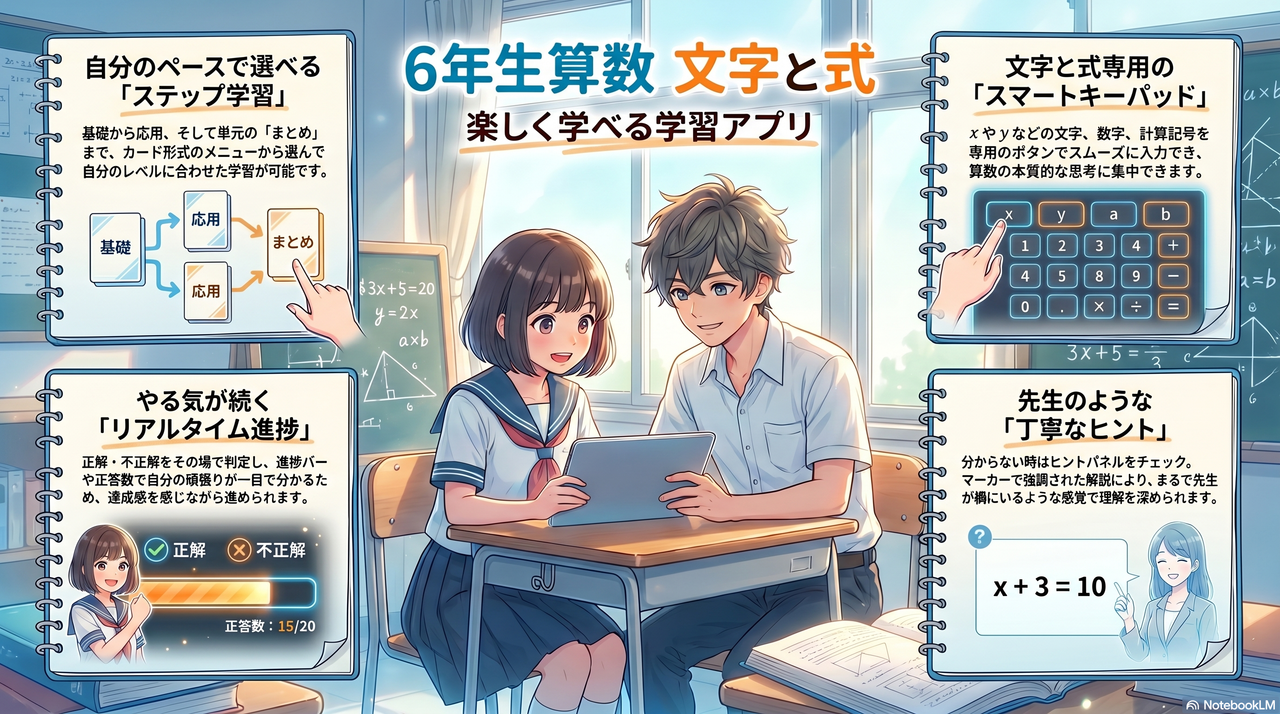 6年生算数 文字と式
楽しく学べる学習アプリ
自分のペースで選べる
「ステップ学習」
基礎から応用、そして単元の「まとめ」
まで、カード形式のメニューから選んで
自分のレベルに合わせた学習が可能です。
基礎
応用
応用
まとめ
文字と式専用の
「スマートキーパッド」
xやyなどの文字、数字、計算記号を
専用のボタンでスムーズに入力でき、
算数の本質的な思考に集中できます。
x y a b
1 2 3 4 +
4 5 8 9 −
0 . × ÷ =
3x+5=20
y=2x
a×b
3x+5=
やる気が続く
「リアルタイム進捗」
正解・不正解をその場で判定し、進捗バー
や正答数で自分の頑張りが一目で分かるた
め、達成感を感じながら進められます。
正解 不正解
正答数：15/20
先生のような
「丁寧なヒント」
分からない時はヒントパネルをチェック。
マーカーで強調された解説により、まるで先生
が横にいるような感覚で理解を深められます。
?
x + 3 = 10
NotebookLM